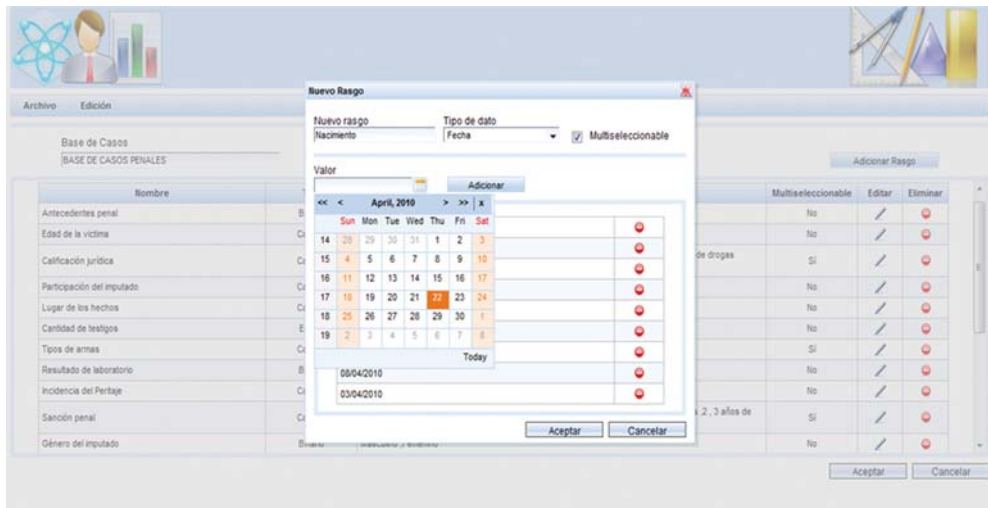 Nuevo Rasgo
Archivo Edición
Nuevo rasgo Tipo de dato
Nacimiento Fecha Multiseleccionable
Base de Casos
BASE DE CASOS PENALES
Adicionar Rasgo
Valor
Adicionar
Nombre Multiseleccionable Editar Eliminar
<< < April, 2010 > >> x
Sun Mon Tue Wed Thu Fri Sat
14 28 29 30 31 1 2 3
15 4 5 6 7 8 9 10
16 11 12 13 14 15 16 17
17 18 19 20 21 22 23 24
18 25 26 27 28 29 30 1
19 2 3 4 5 6 7 8
Today
08/04/2010
03/04/2010
Aceptar Cancelar
Antecedentes penal B No
Edad de la victima No
Calificación jurídica de drogas Sí
Participación del imputado No
Lugar de los hechos No
Cantidad de testigos E No
Tipos de armas Sí
Resultado de laboratorio B No
Incidencia del Peritaje No
Sanción penal 2 , 3 años de Sí
Género del imputado No
Aceptar Cancelar